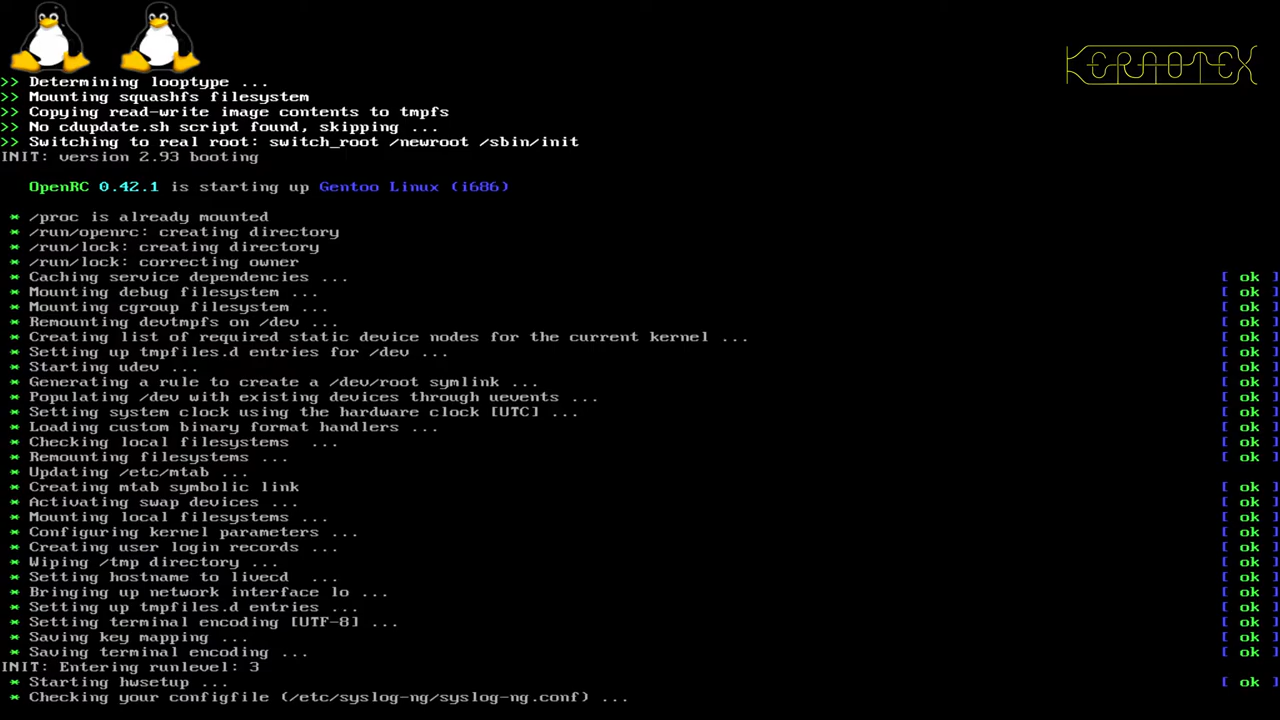 KERAOTEX
>> Determining looptype ...
>> Mounting squashfs filesystem
>> Copying read-write image contents to tmpfs
>> No cdupdate.sh script found, skipping ...
>> Switching to real root: switch_root /newroot /sbin/init
INIT: version 2.93 booting
OpenRC 0.42.1 is starting up Gentoo Linux (i686)
* /proc is already mounted
* /run/openrc: creating directory
* /run/lock: creating directory
* /run/lock: correcting owner
* Caching service dependencies ... [ ok ]
* Mounting debug filesystem ... [ ok ]
* Mounting cgroup filesystem ... [ ok ]
* Remounting devtmpfs on /dev ... [ ok ]
* Creating list of required static device nodes for the current kernel ... [ ok ]
* Setting up tmpfiles.d entries for /dev ... [ ok ]
* Starting udev ... [ ok ]
* Generating a rule to create a /dev/root symlink ... [ ok ]
* Populating /dev with existing devices through uevents ... [ ok ]
* Setting system clock using the hardware clock [UTC] ... [ ok ]
* Loading custom binary format handlers ... [ ok ]
* Checking local filesystems  ... [ ok ]
* Remounting filesystems ... [ ok ]
* Updating /etc/mtab ...
* Creating mtab symbolic link [ ok ]
* Activating swap devices ... [ ok ]
* Mounting local filesystems ... [ ok ]
* Configuring kernel parameters ... [ ok ]
* Creating user login records ... [ ok ]
* Wiping /tmp directory ... [ ok ]
* Setting hostname to livecd  ... [ ok ]
* Bringing up network interface lo ... [ ok ]
* Setting up tmpfiles.d entries ... [ ok ]
* Setting terminal encoding [UTF-8] ... [ ok ]
* Saving key mapping ... [ ok ]
* Saving terminal encoding ... [ ok ]
INIT: Entering runlevel: 3
* Starting hwsetup ... [ ok ]
* Checking your configfile (/etc/syslog-ng/syslog-ng.conf) ...